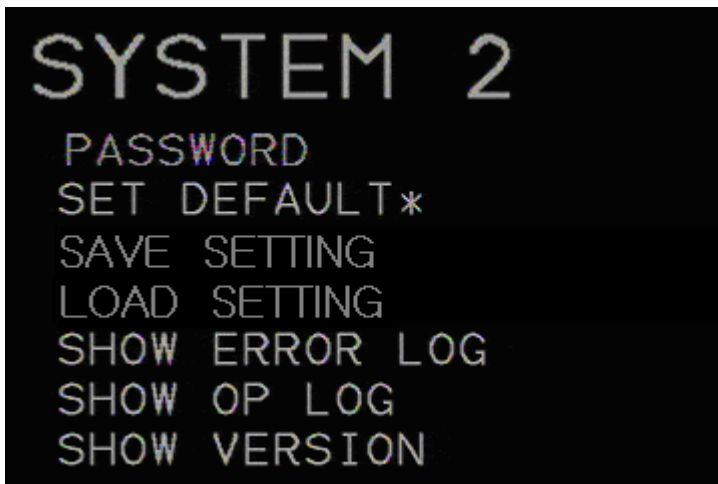 SYSTEM 2
PASSWORD
SET DEFAULT*
SAVE SETTING
LOAD SETTING
SHOW ERROR LOG
SHOW OP LOG
SHOW VERSION